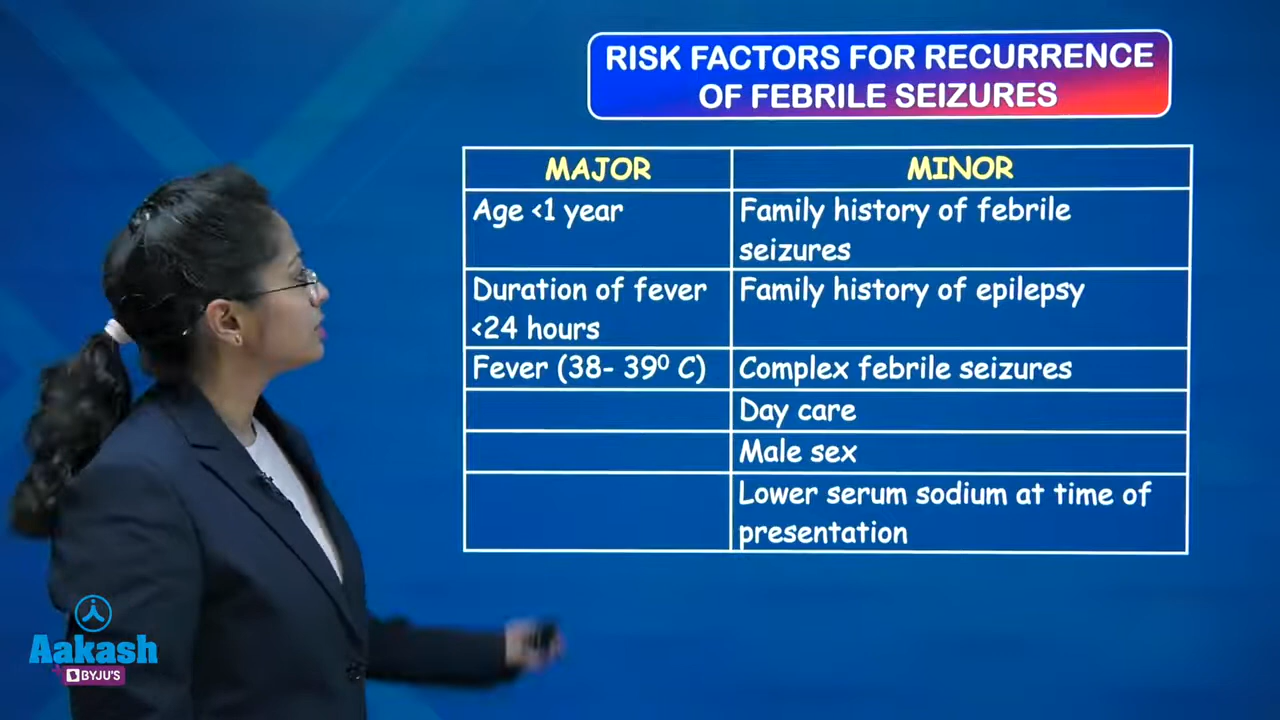 RISK FACTORS FOR RECURRENCE
OF FEBRILE SEIZURES
MAJOR
MINOR
Age <1 year
Family history of febrile
seizures
Duration of fever
<24 hours
Family history of epilepsy
Fever (38- 39⁰ C)
Complex febrile seizures
Day care
Male sex
Lower serum sodium at time of
presentation
Aakash
BYJU'S